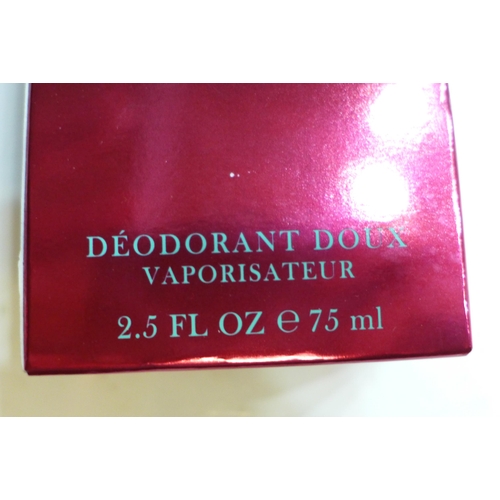 DÉODORANT DOUX
VAPORISATEUR
2.5 FL OZ ℮ 75 ml